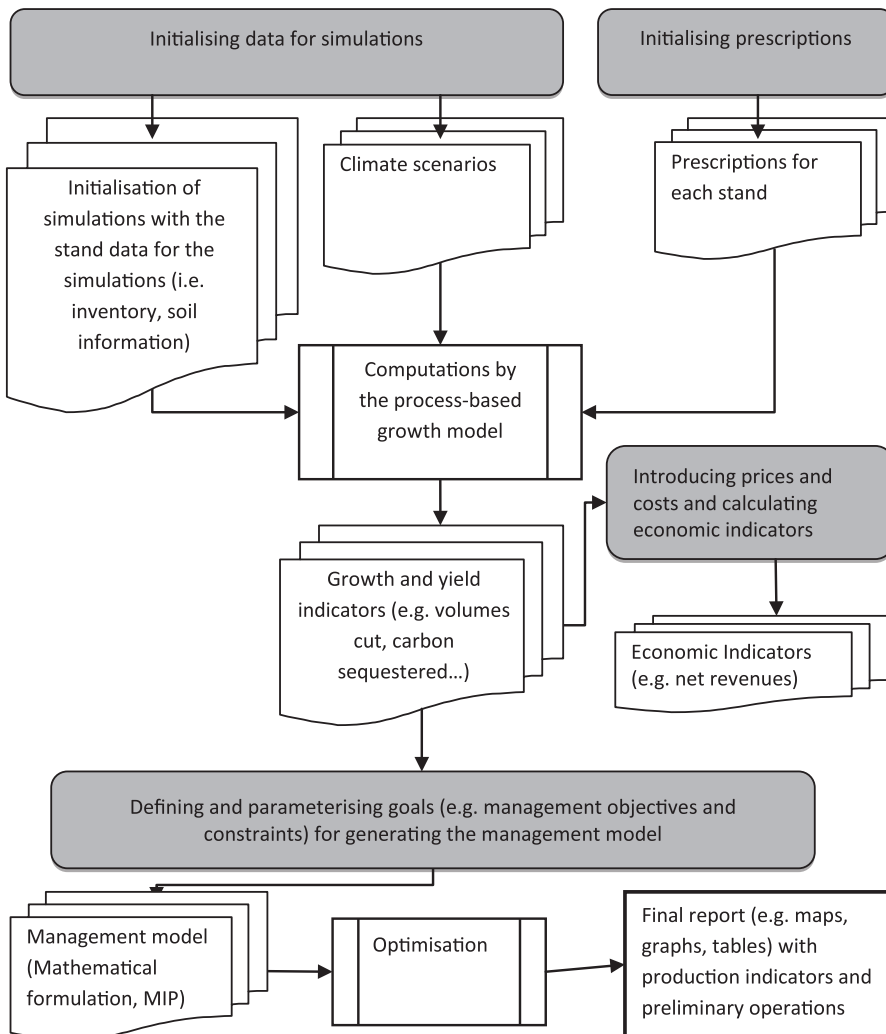 Initialising data for simulations
Initialising prescriptions
Initialisation of
simulations with the
stand data for the
simulations (i.e.
inventory, soil
information)
Climate scenarios
Prescriptions for
each stand
Computations by
the process-based
growth model
Introducing prices and
costs and calculating
economic indicators
Growth and yield
indicators (e.g. volumes
cut, carbon
sequestered…)
Economic Indicators
(e.g. net revenues)
Defining and parameterising goals (e.g. management objectives and
constraints) for generating the management model
Management model
(Mathematical
formulation, MIP)
Optimisation
Final report (e.g. maps,
graphs, tables) with
production indicators and
preliminary operations